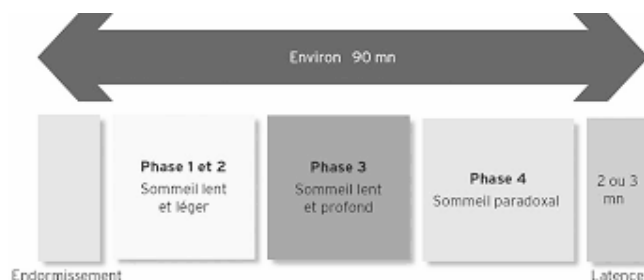 Environ 90 mn
Phase 1 et 2
Sommeil lent
et léger
Phase 3
Sommeil lent
et profond
Phase 4
Sommeil paradoxal
2 ou 3
mn
Endormissement
Latence